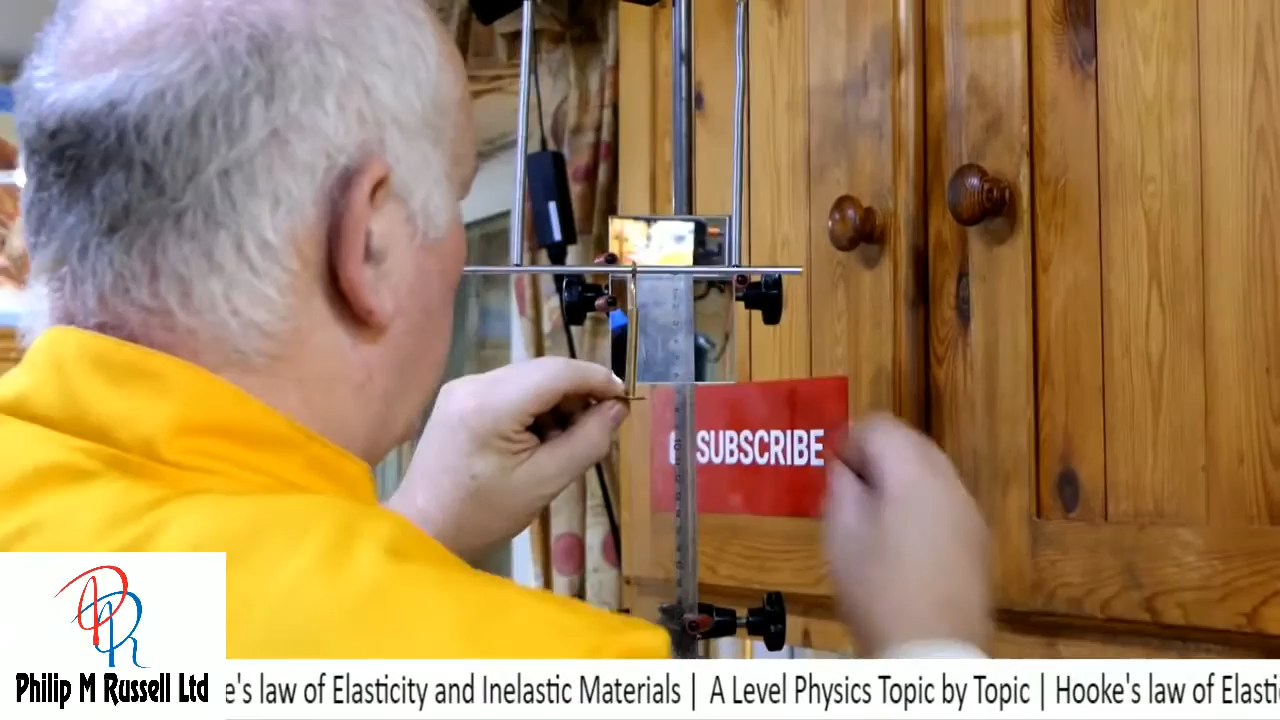 SUBSCRIBE
Philip M Russell Ltd
e's law of Elasticity and Inelastic Materials | A Level Physics Topic by Topic | Hooke's law of Elasti